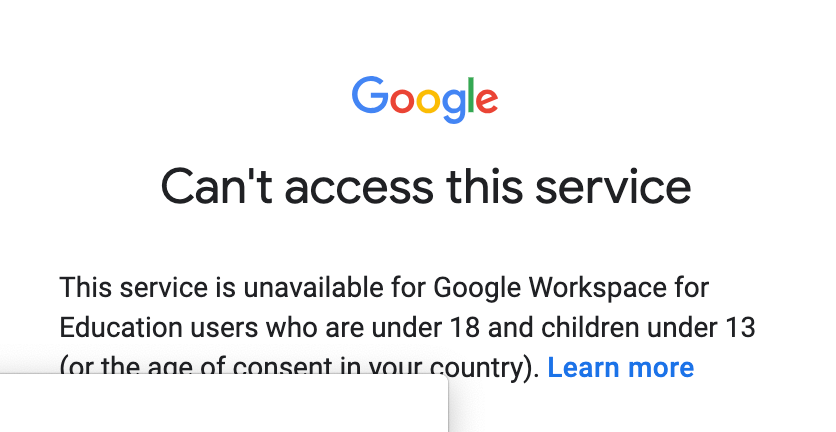 Google
Can't access this service
This service is unavailable for Google Workspace for
Education users who are under 18 and children under 13
(or the age of consent in your country). Learn more